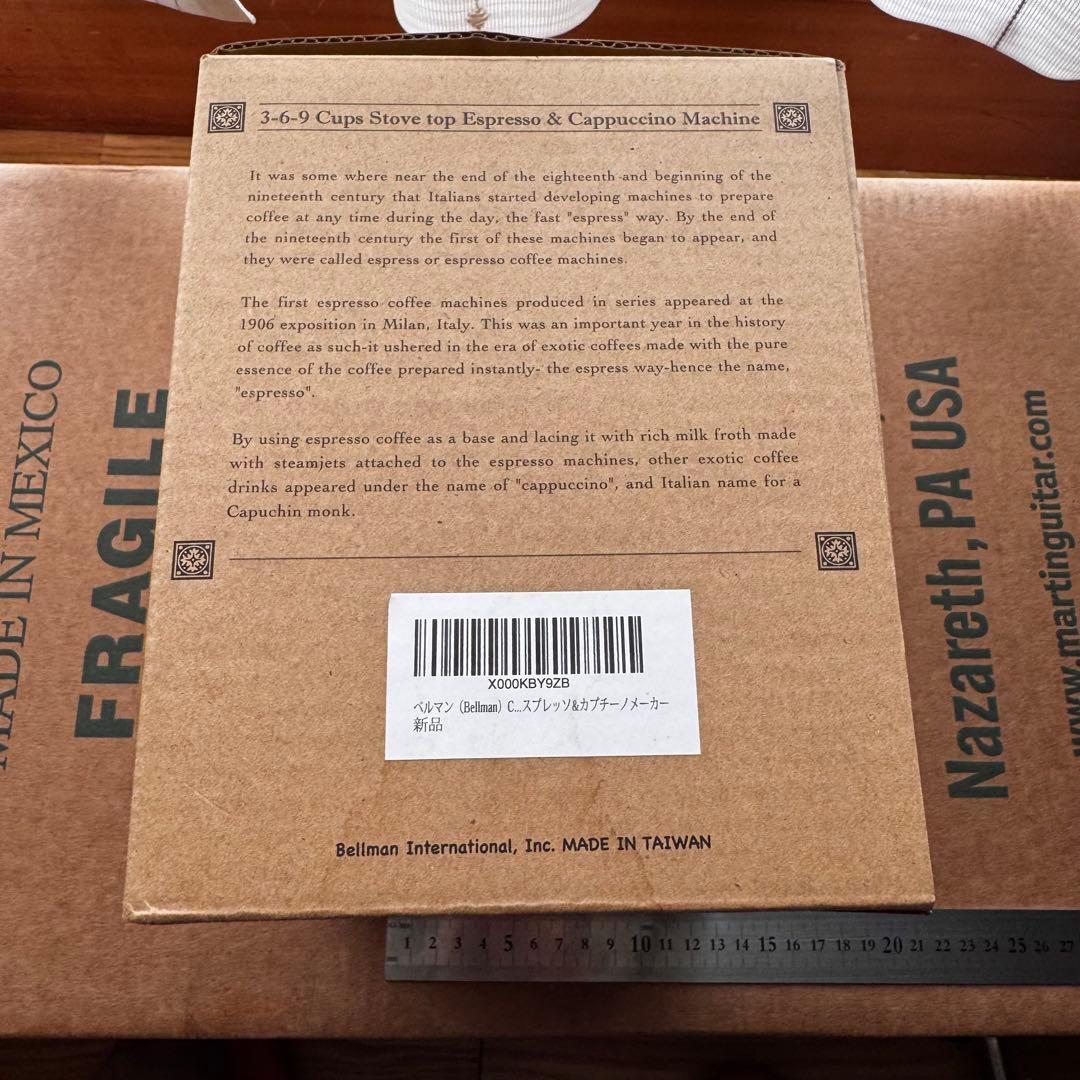 3-6-9 Cups Stove top Espresso & Cappuccino Machine
It was some where near the end of the eighteenth and beginning of the
nineteenth century that Italians started developing machines to prepare
coffee at any time during the day, the fast "espress" way. By the end of
the nineteenth century the first of these machines began to appear, and
they were called espress or espresso coffee machines.
The first espresso coffee machines produced in series appeared at the
1906 exposition in Milan, Italy. This was an important year in the history
of coffee as such-it ushered in the era of exotic coffees made with the pure
essence of the coffee prepared instantly- the espress way-hence the name,
"espresso".
By using espresso coffee as a base and lacing it with rich milk froth made
with steamjets attached to the espresso machines, other exotic coffee
drinks appeared under the name of "cappuccino", and Italian name for a
Capuchin monk.
X000KBY9ZB
ベルマン (Bellman) C...スプレッソ&カプチーノメーカー
新品
Bellman International, Inc. MADE IN TAIWAN
MADE IN MEXICO
FRAGILE
Nazareth, PA USA
www.martinguitar.com
1 2 3 4 5 6 7 8 9 10 11 12 13 14 15 16 17 18 19 20 21 22 23 24 25 26 27